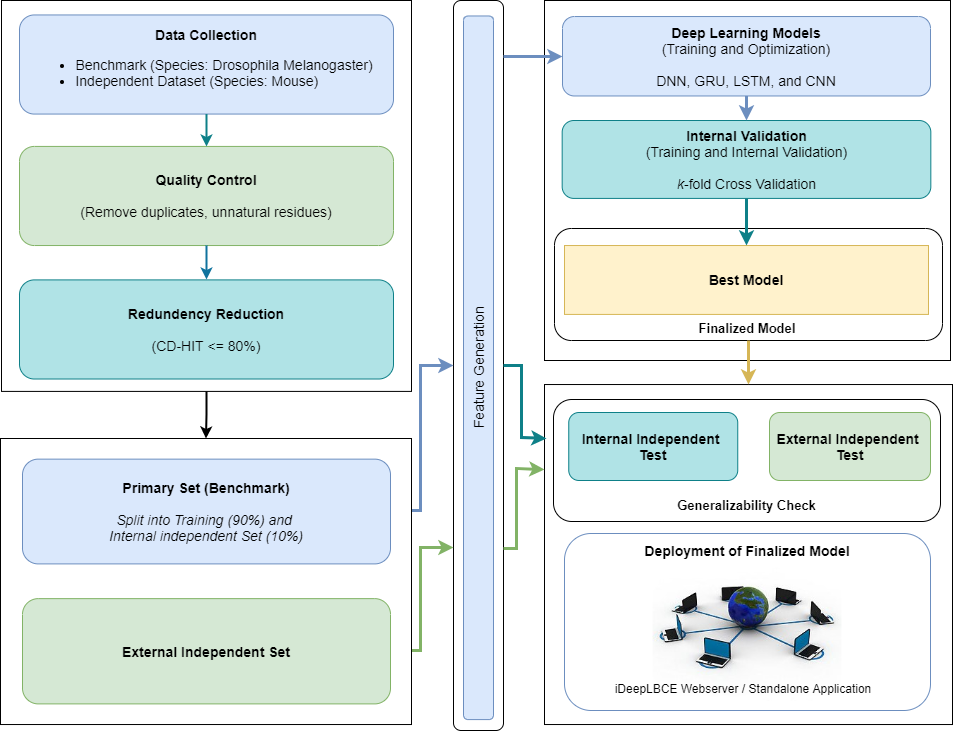 Data Collection
• Benchmark (Species: Drosophila Melanogaster)
• Independent Dataset (Species: Mouse)
Quality Control
(Remove duplicates, unnatural residues)
Redundancy Reduction
(CD-HIT <= 80%)
Primary Set (Benchmark)
Split into Training (90%) and
Internal independent Set (10%)
External Independent Set
Feature Generation
Deep Learning Models
(Training and Optimization)
DNN, GRU, LSTM, and CNN
Internal Validation
(Training and Internal Validation)
k-fold Cross Validation
Best Model
Finalized Model
Internal Independent
Test
External Independent
Test
Generalizability Check
Deployment of Finalized Model
iDeepLBCE Webserver / Standalone Application